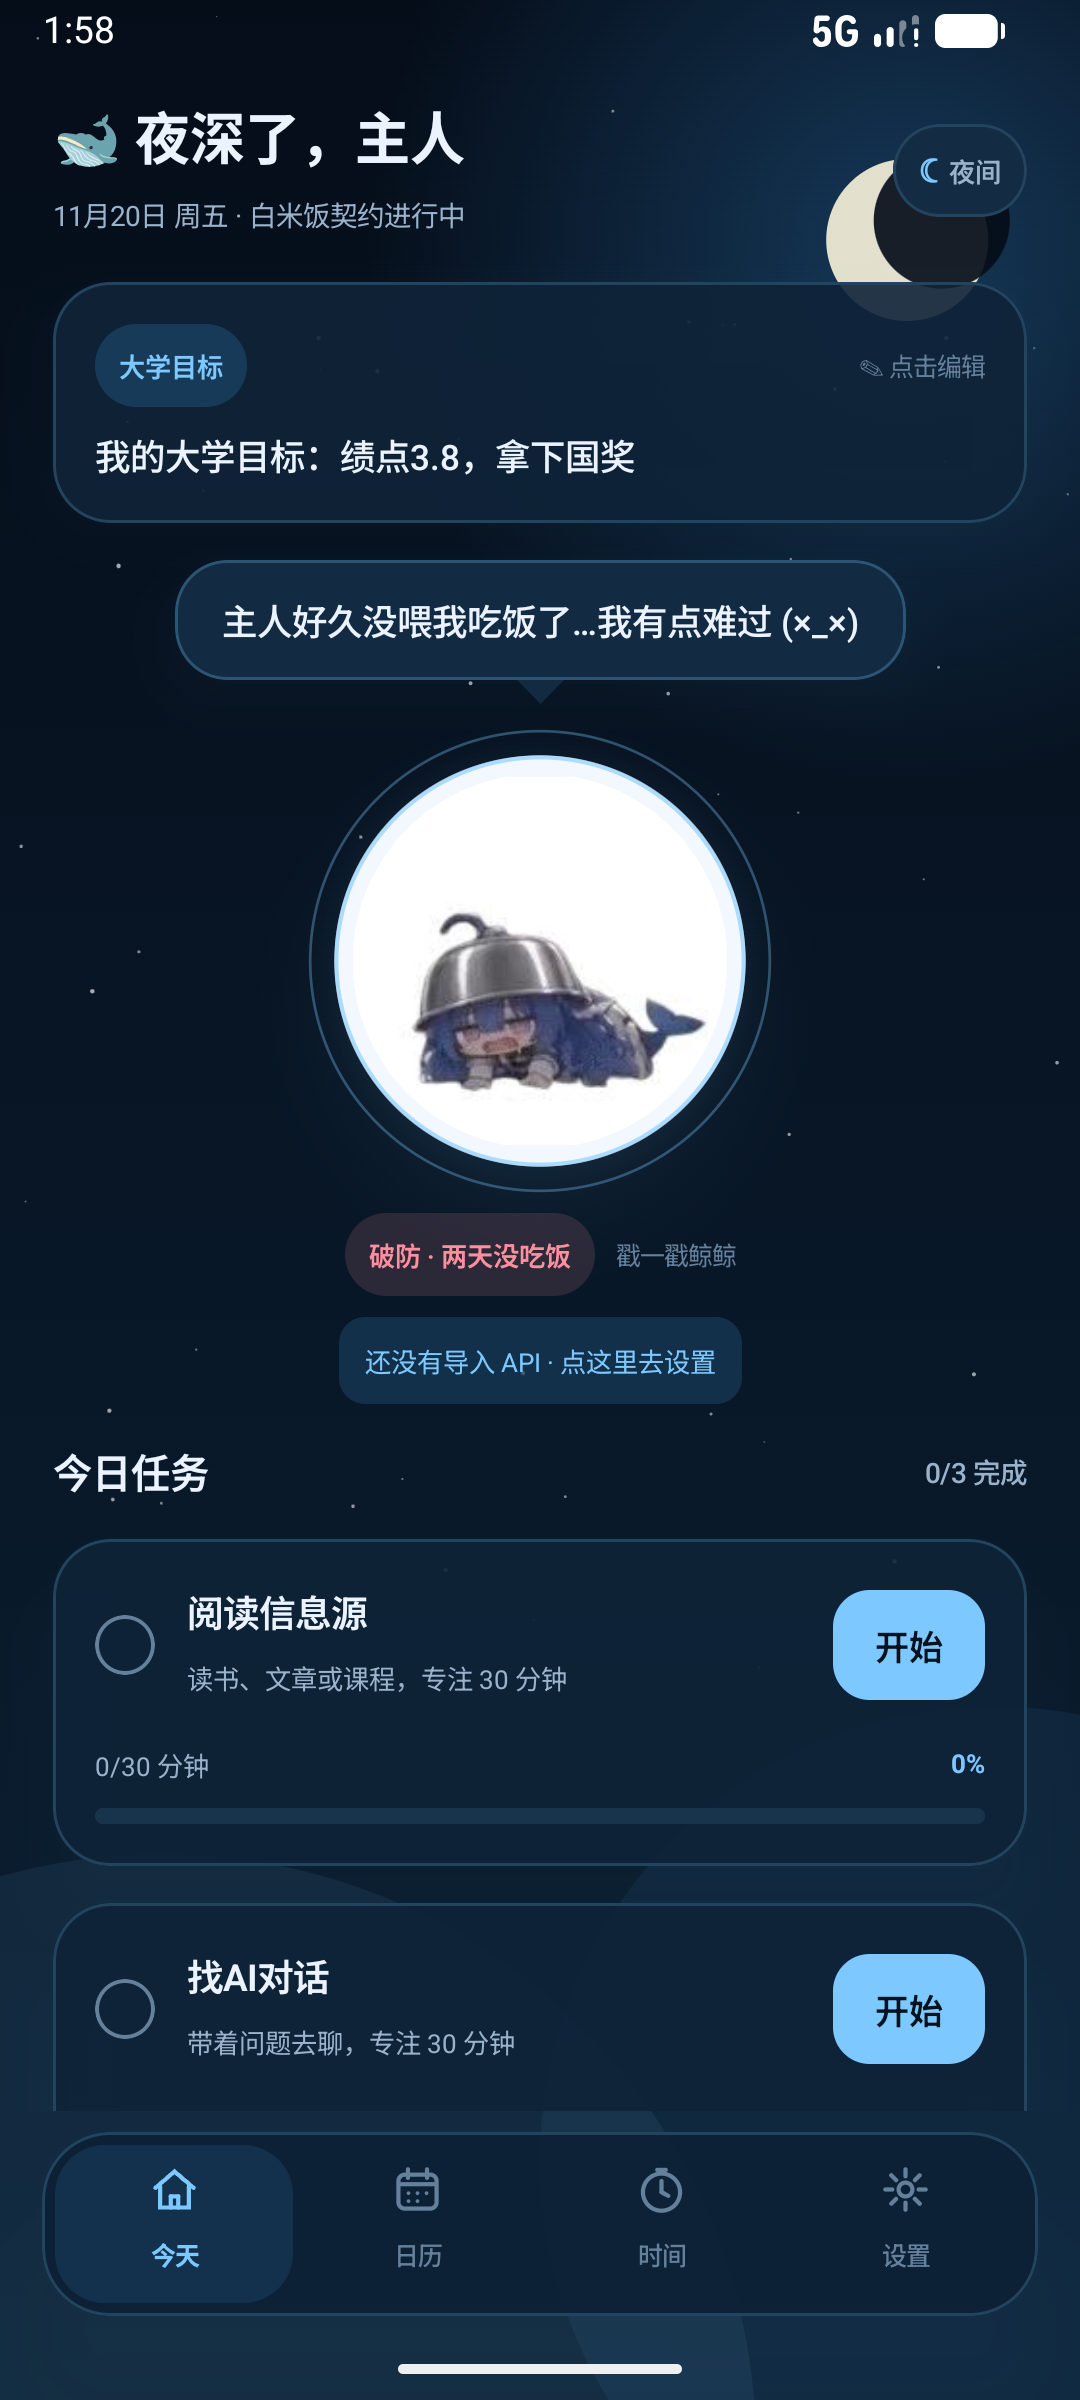 1:58
5G
夜深了，主人
夜间
11月20日 周五 · 白米饭契约进行中
大学目标
点击编辑
我的大学目标：绩点3.8，拿下国奖
主人好久没喂我吃饭了...我有点难过 (×_×)
破防 · 两天没吃饭
戳一戳鲸鲸
还没有导入 API · 点这里去设置
今日任务
0/3 完成
阅读信息源
读书、文章或课程，专注 30 分钟
开始
0/30 分钟
0%
找AI对话
带着问题去聊，专注 30 分钟
开始
今天
日历
时间
设置